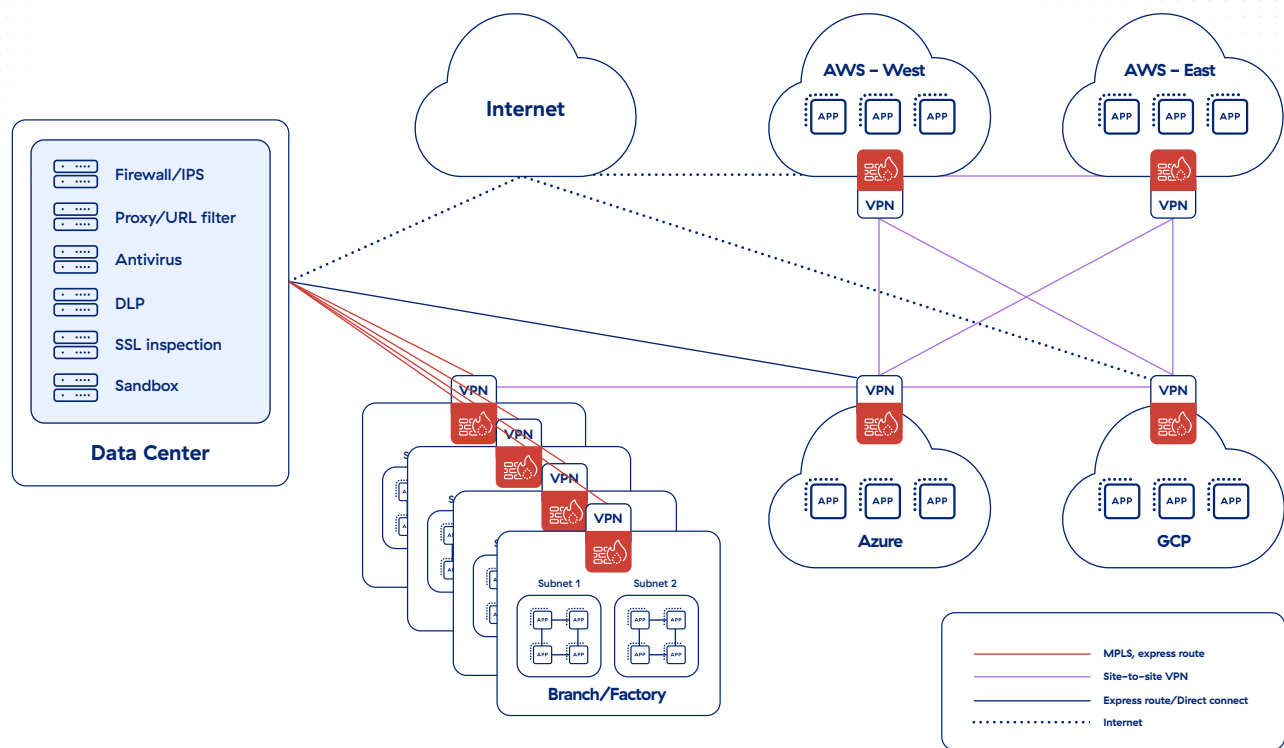 Internet
AWS - West
APP APP APP
VPN
AWS - East
APP APP APP
VPN
Firewall/IPS
Proxy/URL filter
Antivirus
DLP
SSL inspection
Sandbox
Data Center
VPN
VPN
VPN
VPN
Subnet 1
APP APP
APP APP
Subnet 2
APP APP
APP APP
Branch/Factory
VPN
APP APP APP
Azure
VPN
APP APP APP
GCP
MPLS, express route
Site-to-site VPN
Express route/Direct connect
Internet